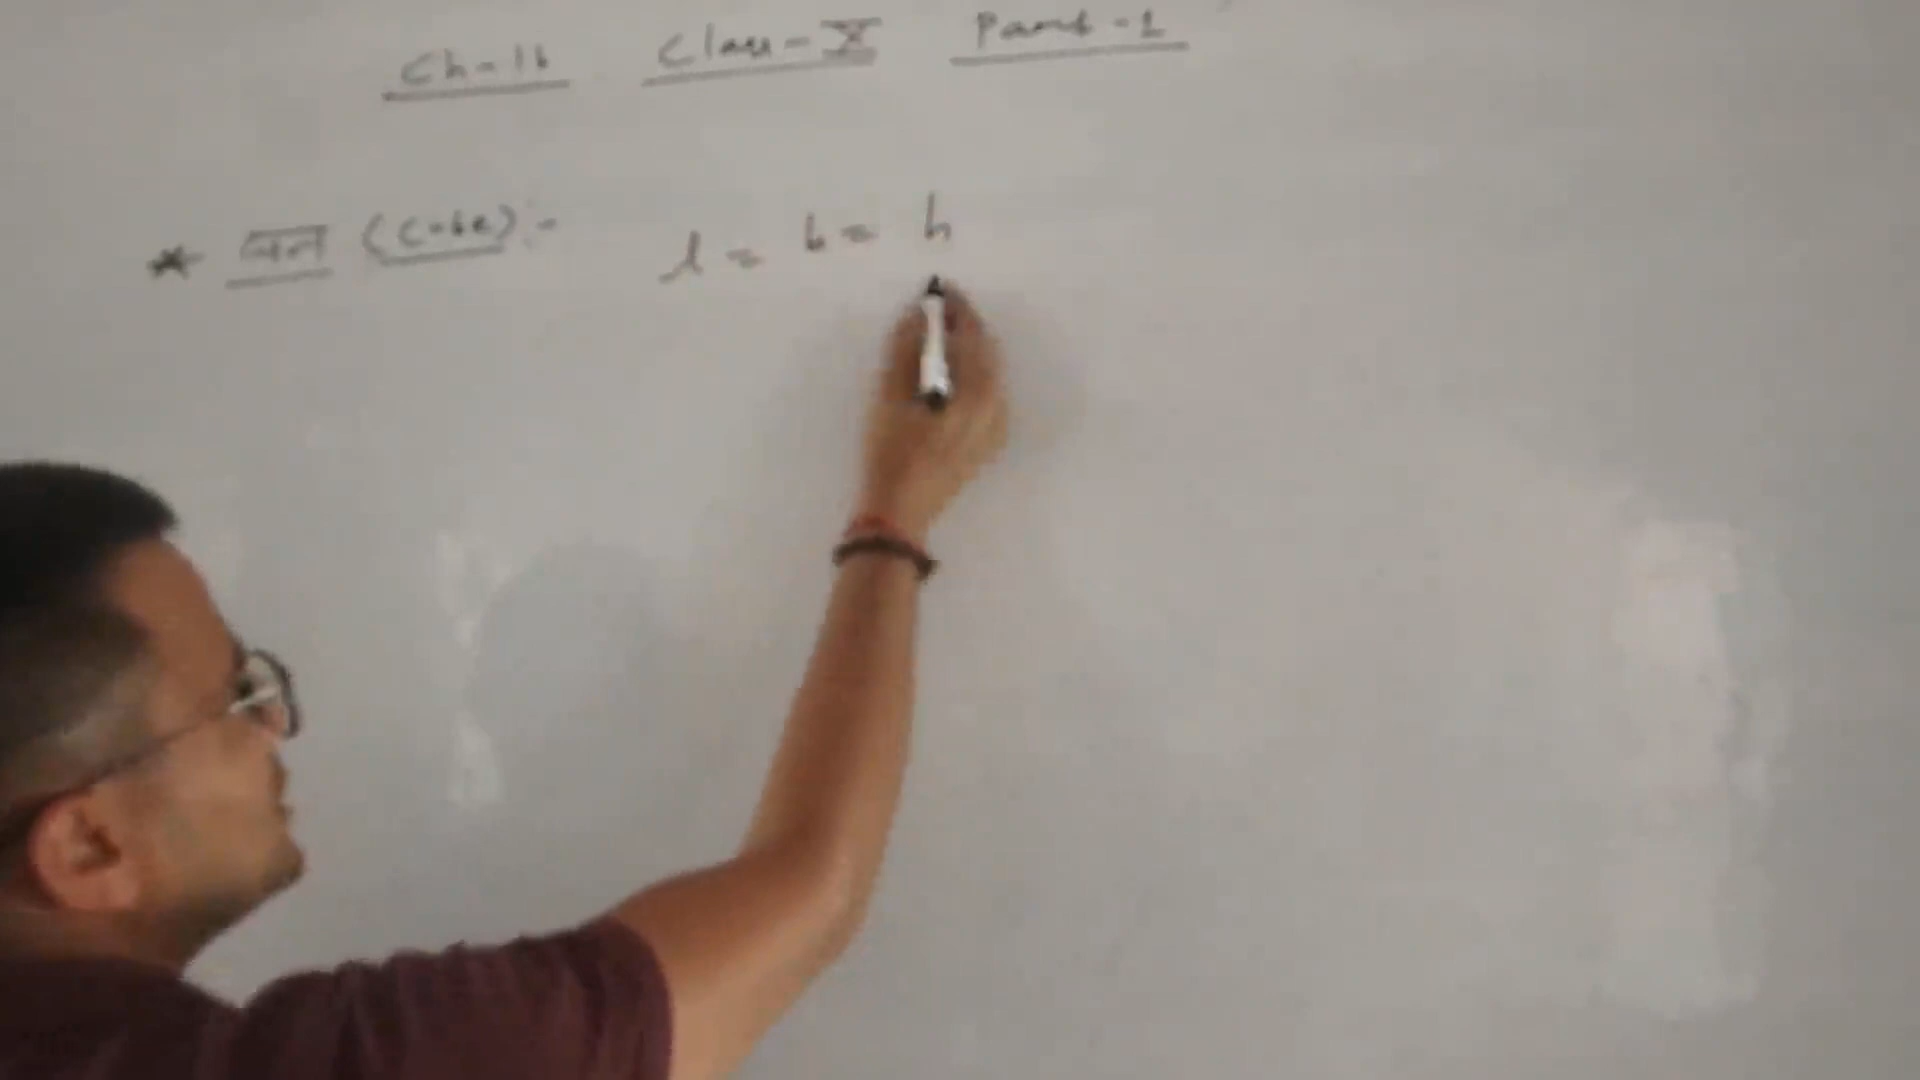 Ch-16 Class-X Part-1
* घन (Cube):- l = b = h